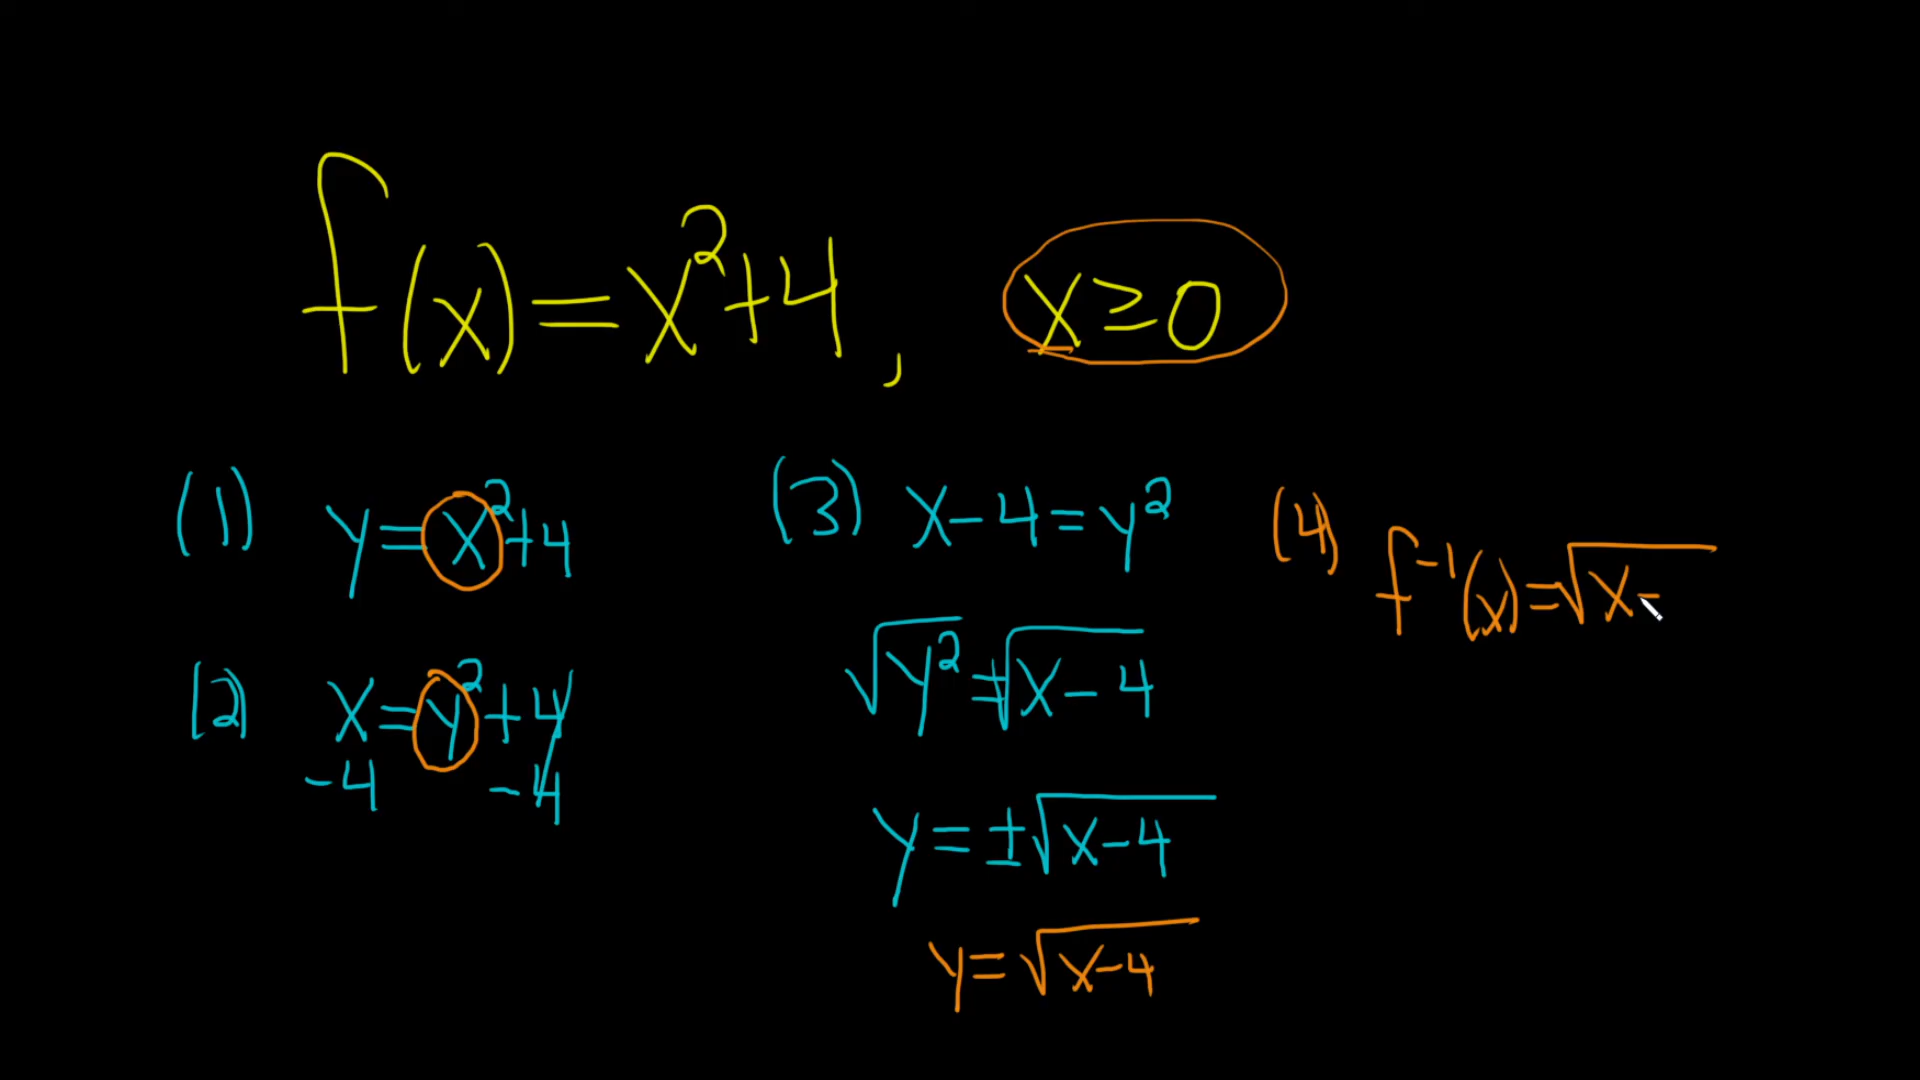 f(x)=x²+4, x≥0
(1) y=x²+4
(2) x=y²+4
-4 -4
(3) x-4=y²
√y²=±√x-4
y=±√x-4
y=√x-4
(4) f⁻¹(x)=√x-